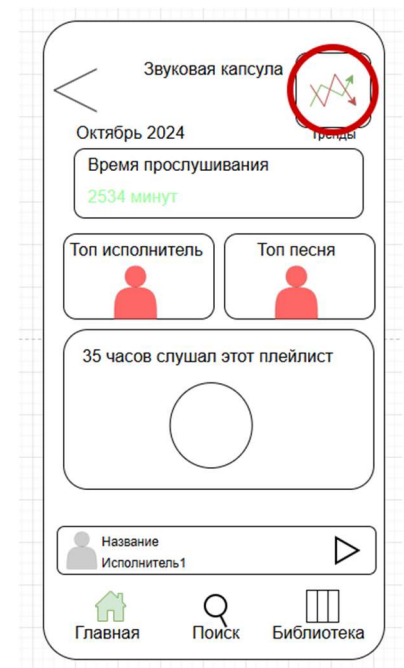 Звуковая капсула
Октябрь 2024
Тренды
Время прослушивания
2534 минут
Топ исполнитель
Топ песня
35 часов слушал этот плейлист
Название
Исполнитель1
Главная
Поиск
Библиотека